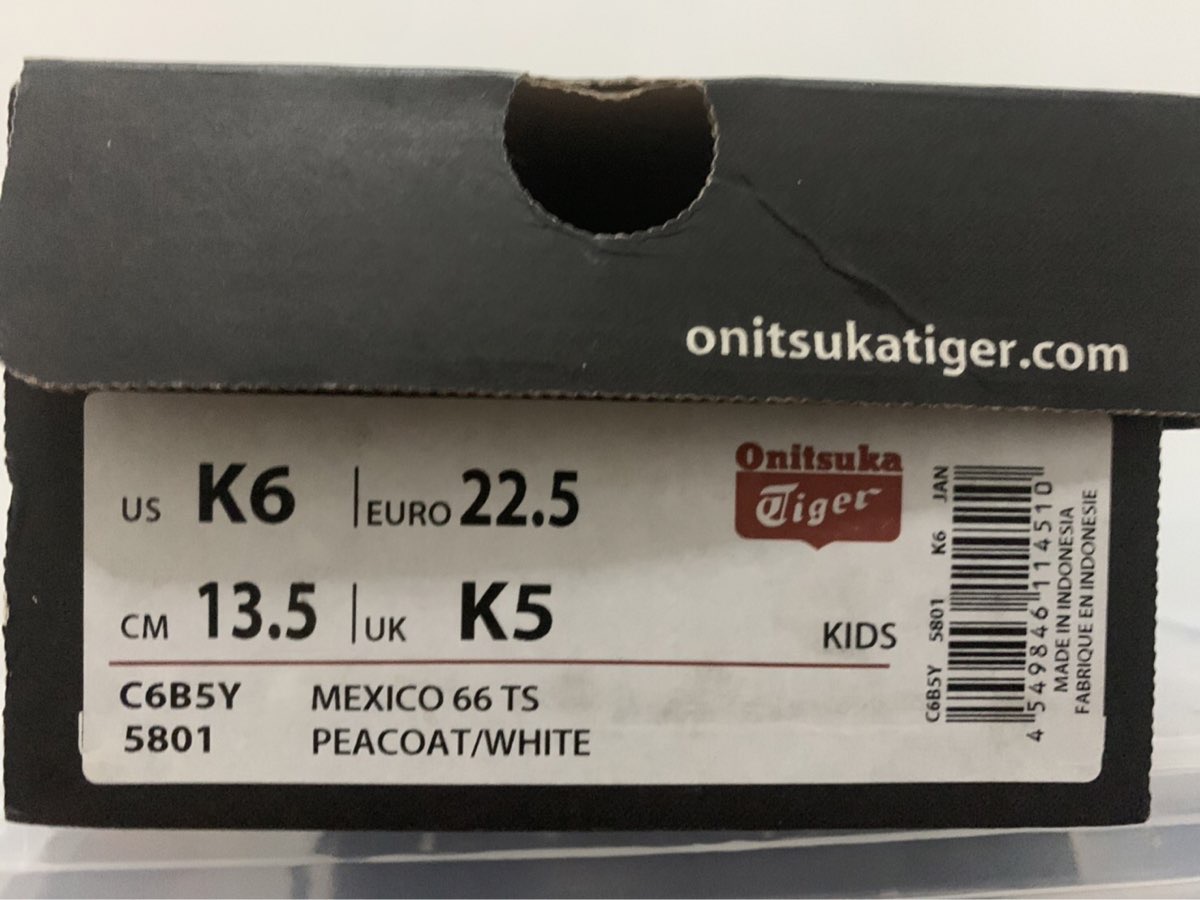 onitsukatiger.com
US K6 EURO 22.5
CM 13.5 UK K5
Onitsuka
Tiger
KIDS
C6B5Y MEXICO 66 TS
5801 PEACOAT/WHITE
C6B5Y 5801 K6 JAN
4 549846 114510
MADE IN INDONESIA
FABRIQUE EN INDONESIE